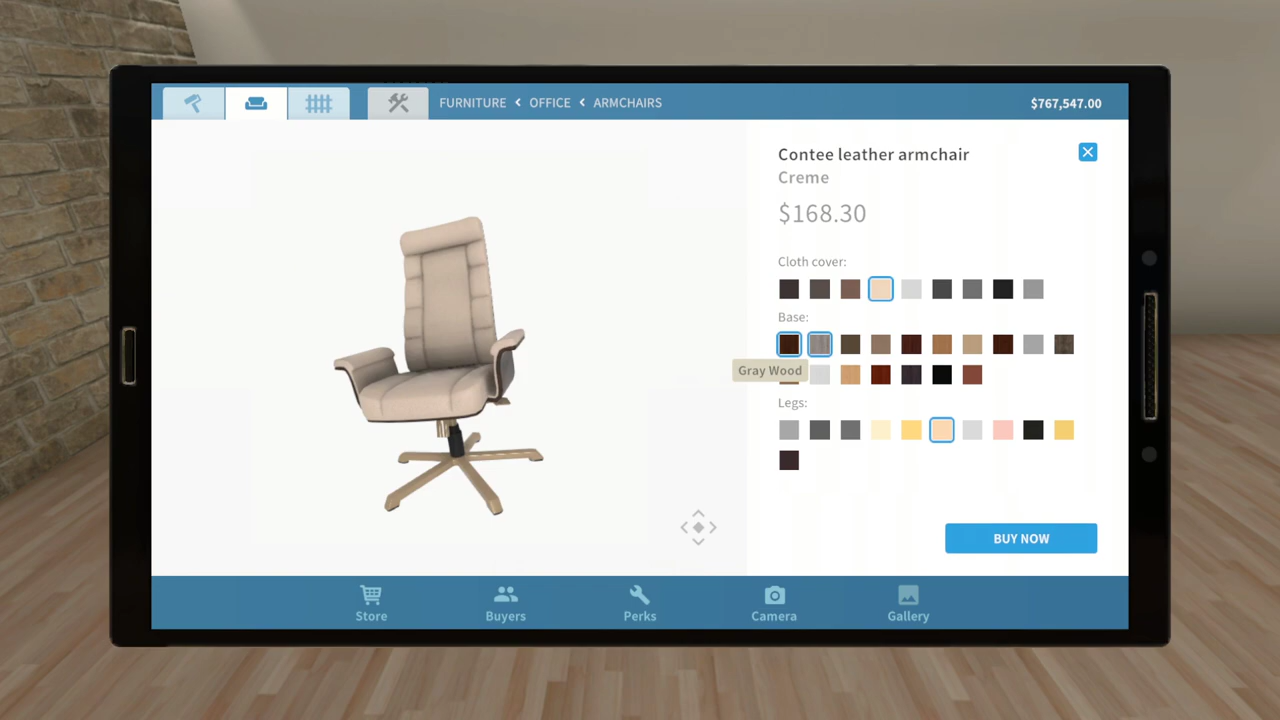 FURNITURE < OFFICE < ARMCHAIRS
$767,547.00
Contee leather armchair
Creme
$168.30
Cloth cover:
Base:
Gray Wood
Legs:
BUY NOW
Store
Buyers
Perks
Camera
Gallery